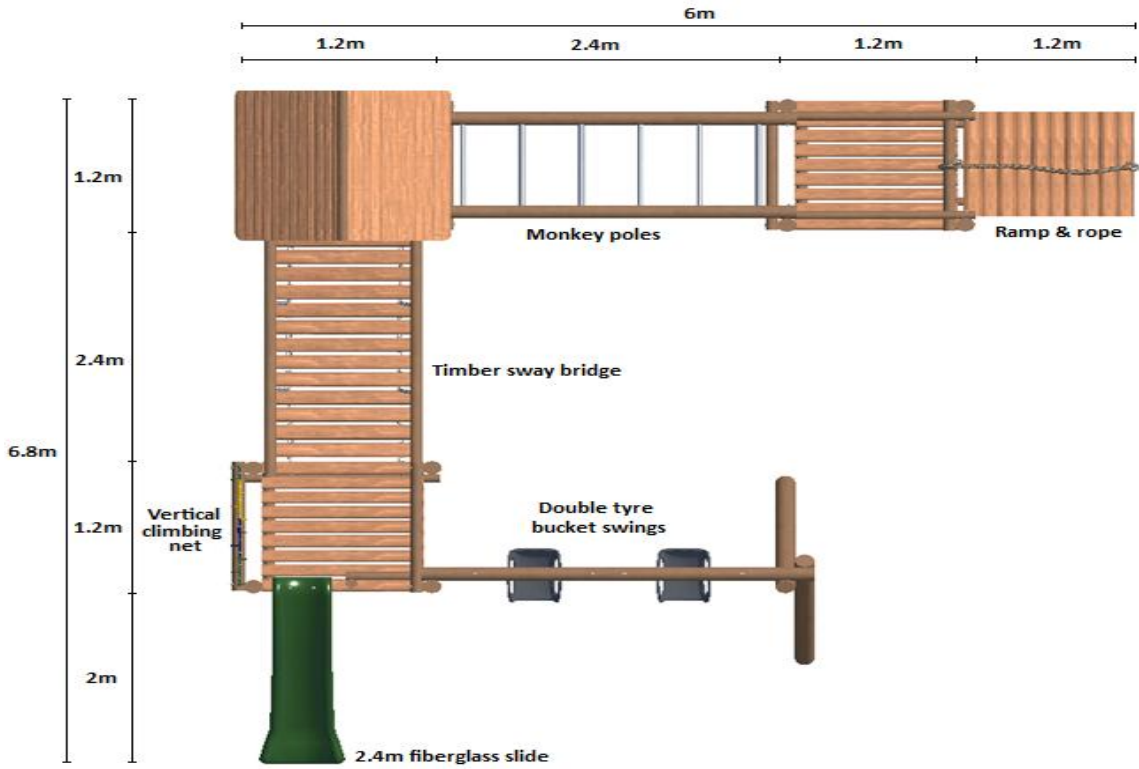 6m
1.2m
2.4m
1.2m
1.2m
1.2m
Monkey poles
Ramp & rope
2.4m
Timber sway bridge
6.8m
1.2m
Vertical
climbing
net
Double tyre
bucket swings
2m
2.4m fiberglass slide